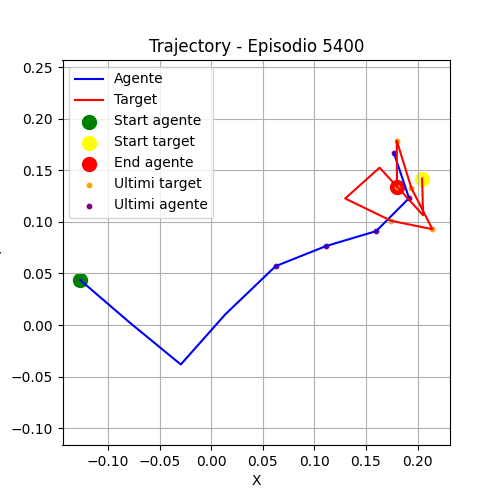 Trajectory - Episodio 5400
0.25
0.20
0.15
0.10
0.05
0.00
−0.05
−0.10
Agente
Target
Start agente
Start target
End agente
Ultimi target
Ultimi agente
−0.10
−0.05
0.00
0.05
0.10
0.15
0.20
X